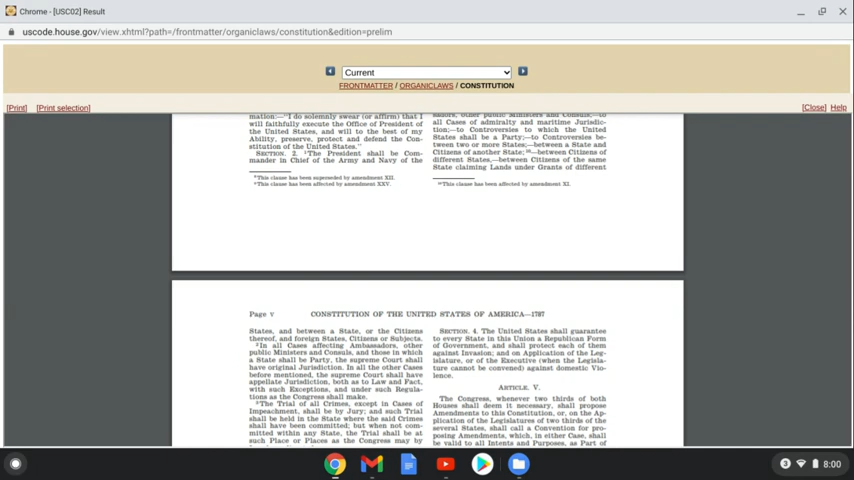 Chrome - [USC02] Result
uscode.house.gov/view.xhtml?path=/frontmatter/organiclaws/constitution&edition=prelim
Current
FRONTMATTER / ORGANICLAWS / CONSTITUTION
[Print] [Print selection]
[Close] Help
mation:—"I do solemnly swear (or affirm) that I
will faithfully execute the Office of President of
the United States, and will to the best of my
Ability, preserve, protect and defend the Con-
stitution of the United States."
SECTION. 2. ¹The President shall be Com-
mander in Chief of the Army and Navy of the
⁸This clause has been superseded by amendment XII.
⁹This clause has been affected by amendment XXV.
sadors, other public Ministers and Consuls;—to
all Cases of admiralty and maritime Jurisdic-
tion;—to Controversies to which the United
States shall be a Party;—to Controversies be-
tween two or more States;—between a State and
Citizens of another State;¹⁰—between Citizens of
different States,—between Citizens of the same
State claiming Lands under Grants of different
¹⁰This clause has been affected by amendment XI.
Page V
CONSTITUTION OF THE UNITED STATES OF AMERICA—1787
States, and between a State, or the Citizens
thereof, and foreign States, Citizens or Subjects.
²In all Cases affecting Ambassadors, other
public Ministers and Consuls, and those in which
a State shall be Party, the supreme Court shall
have original Jurisdiction. In all the other Cases
before mentioned, the supreme Court shall have
appellate Jurisdiction, both as to Law and Fact,
with such Exceptions, and under such Regula-
tions as the Congress shall make.
³The Trial of all Crimes, except in Cases of
Impeachment, shall be by Jury; and such Trial
shall be held in the State where the said Crimes
shall have been committed; but when not com-
mitted within any State, the Trial shall be at
such Place or Places as the Congress may by
SECTION. 4. The United States shall guarantee
to every State in this Union a Republican Form
of Government, and shall protect each of them
against Invasion; and on Application of the Leg-
islature, or of the Executive (when the Legisla-
ture cannot be convened) against domestic Vio-
lence.
ARTICLE. V.
The Congress, whenever two thirds of both
Houses shall deem it necessary, shall propose
Amendments to this Constitution, or, on the Ap-
plication of the Legislatures of two thirds of the
several States, shall call a Convention for pro-
posing Amendments, which, in either Case, shall
be valid to all Intents and Purposes, as Part of
3
8:00